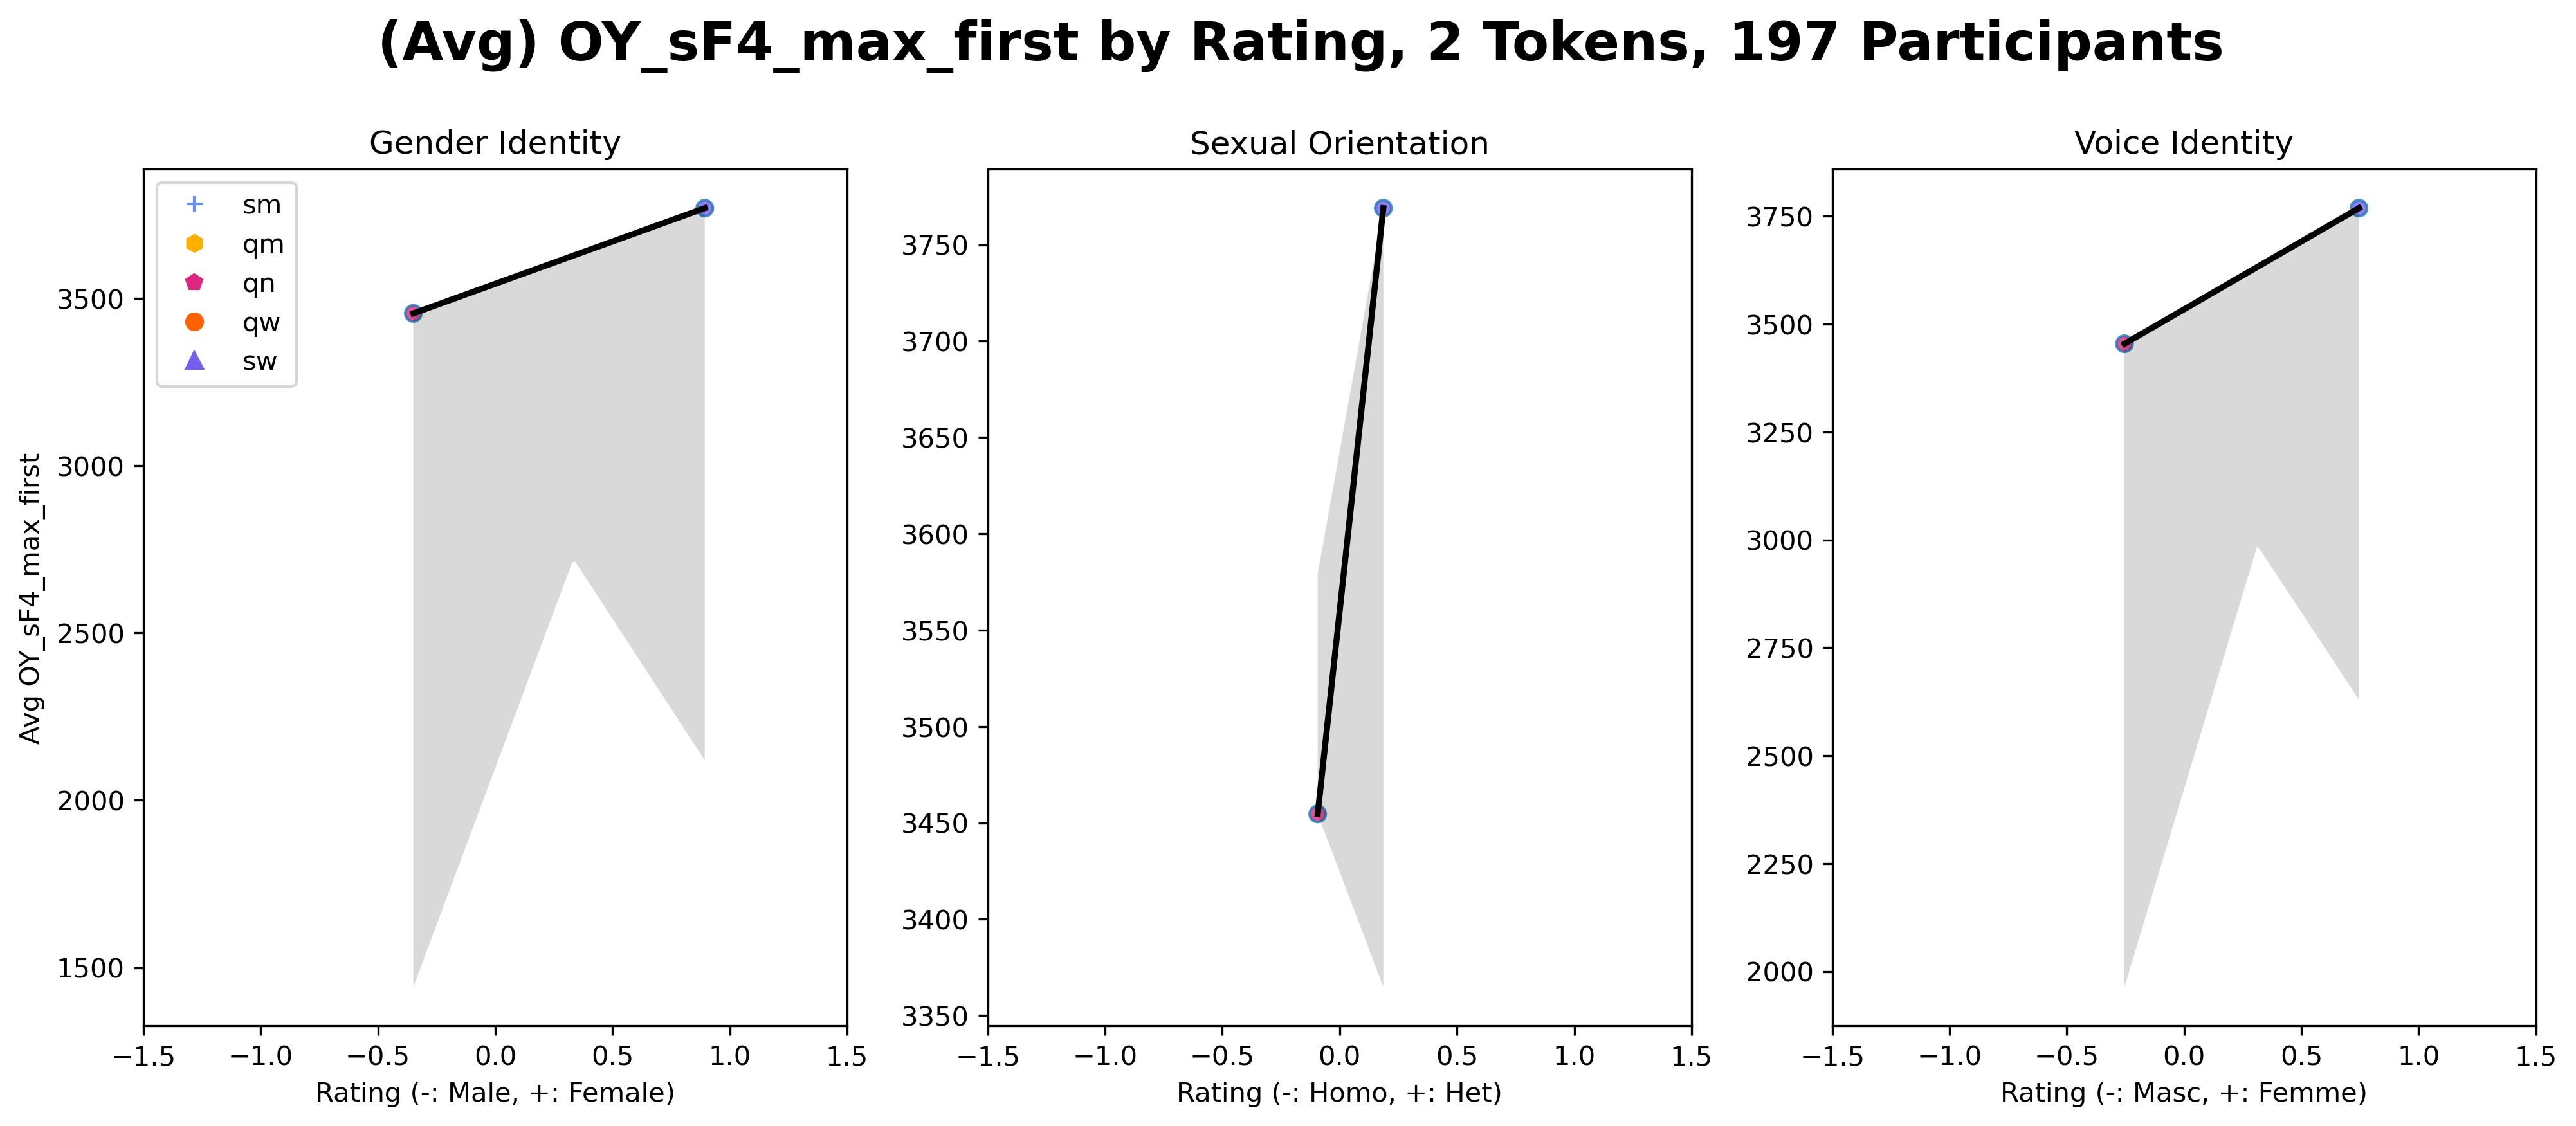 (Avg) OY_sF4_max_first by Rating, 2 Tokens, 197 Participants
Gender Identity
sm
qm
qn
qw
sw
Avg OY_sF4_max_first
3500
3000
2500
2000
1500
−1.5 −1.0 −0.5 0.0 0.5 1.0 1.5
Rating (-: Male, +: Female)
Sexual Orientation
3750
3700
3650
3600
3550
3500
3450
3400
3350
−1.5 −1.0 −0.5 0.0 0.5 1.0 1.5
Rating (-: Homo, +: Het)
Voice Identity
3750
3500
3250
3000
2750
2500
2250
2000
−1.5 −1.0 −0.5 0.0 0.5 1.0 1.5
Rating (-: Masc, +: Femme)